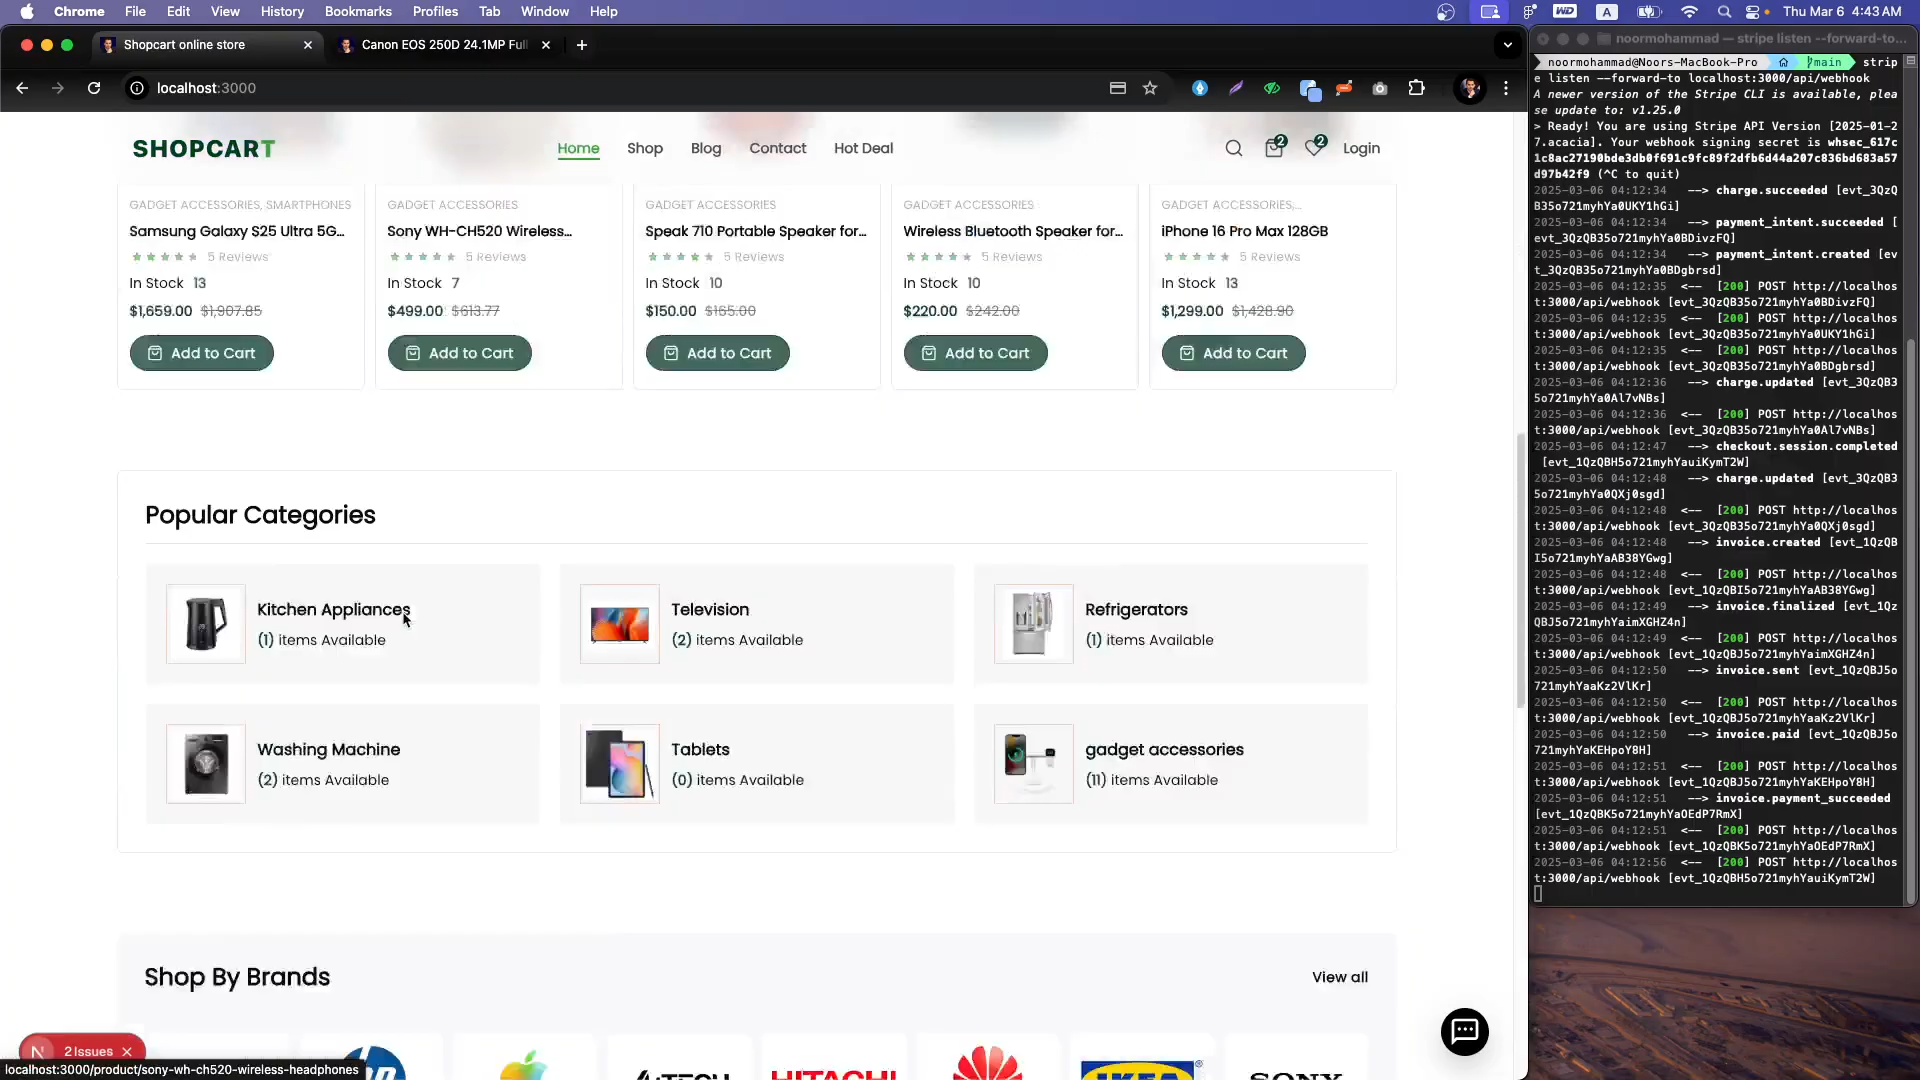 Chrome File Edit View History Bookmarks Profiles Tab Window Help
WD A Thu Mar 6 4:43 AM
Shopcart online store
Canon EOS 250D 24.1MP Full
localhost:3000
SHOPCART
Home Shop Blog Contact Hot Deal
2 2 Login
GADGET ACCESSORIES, SMARTPHONES
Samsung Galaxy S25 Ultra 5G...
5 Reviews
In Stock 13
$1,659.00 $1,907.85
Add to Cart
GADGET ACCESSORIES
Sony WH-CH520 Wireless...
5 Reviews
In Stock 7
$499.00 $613.77
Add to Cart
GADGET ACCESSORIES
Speak 710 Portable Speaker for...
5 Reviews
In Stock 10
$150.00 $165.00
Add to Cart
GADGET ACCESSORIES
Wireless Bluetooth Speaker for...
5 Reviews
In Stock 10
$220.00 $242.00
Add to Cart
GADGET ACCESSORIES,...
iPhone 16 Pro Max 128GB
5 Reviews
In Stock 13
$1,299.00 $1,428.90
Add to Cart
Popular Categories
Kitchen Appliances
(1) items Available
Television
(2) items Available
Refrigerators
(1) items Available
Washing Machine
(2) items Available
Tablets
(0) items Available
gadget accessories
(11) items Available
Shop By Brands
View all
HITACHI
IKEA
SONY
N 2 Issues
localhost:3000/product/sony-wh-ch520-wireless-headphones
noormohammad — stripe listen --forward-to...
noormohammad@Noors-MacBook-Pro main strip
e listen --forward-to localhost:3000/api/webhook
A newer version of the Stripe CLI is available, plea
se update to: v1.25.0
> Ready! You are using Stripe API Version [2025-01-2
7.acacia]. Your webhook signing secret is whsec_617c
1c8ac27190bde3db0f691c9fc89f2dfb6d44a207c836bd683a57
d97b42f9 (^C to quit)
2025-03-06 04:12:34 --> charge.succeeded [evt_3QzQ
B35o721myhYa0UKY1hGi]
2025-03-06 04:12:34 --> payment_intent.succeeded [
evt_3QzQB35o721myhYa0BDivzFQ]
2025-03-06 04:12:34 --> payment_intent.created [ev
t_3QzQB35o721myhYa0BDgbrsd]
2025-03-06 04:12:35 <-- [200] POST http://localhos
t:3000/api/webhook [evt_3QzQB35o721myhYa0BDivzFQ]
2025-03-06 04:12:35 <-- [200] POST http://localhos
t:3000/api/webhook [evt_3QzQB35o721myhYa0UKY1hGi]
2025-03-06 04:12:35 <-- [200] POST http://localhos
t:3000/api/webhook [evt_3QzQB35o721myhYa0BDgbrsd]
2025-03-06 04:12:36 --> charge.updated [evt_3QzQB3
5o721myhYa0Al7vNBs]
2025-03-06 04:12:36 <-- [200] POST http://localhos
t:3000/api/webhook [evt_3QzQB35o721myhYa0Al7vNBs]
2025-03-06 04:12:47 --> checkout.session.completed
[evt_1QzQBH5o721myhYauiKymT2W]
2025-03-06 04:12:48 --> charge.updated [evt_3QzQB3
5o721myhYa0QXj0sgd]
2025-03-06 04:12:48 <-- [200] POST http://localhos
t:3000/api/webhook [evt_3QzQB35o721myhYa0QXj0sgd]
2025-03-06 04:12:48 --> invoice.created [evt_1QzQB
I5o721myhYaAB38YGwg]
2025-03-06 04:12:48 <-- [200] POST http://localhos
t:3000/api/webhook [evt_1QzQBI5o721myhYaAB38YGwg]
2025-03-06 04:12:49 --> invoice.finalized [evt_1Qz
QBJ5o721myhYaimXGHZ4n]
2025-03-06 04:12:49 <-- [200] POST http://localhos
t:3000/api/webhook [evt_1QzQBJ5o721myhYaimXGHZ4n]
2025-03-06 04:12:50 --> invoice.sent [evt_1QzQBJ5o
721myhYaaKz2VlKr]
2025-03-06 04:12:50 <-- [200] POST http://localhos
t:3000/api/webhook [evt_1QzQBJ5o721myhYaaKz2VlKr]
2025-03-06 04:12:50 --> invoice.paid [evt_1QzQBJ5o
721myhYaKEHpoY8H]
2025-03-06 04:12:51 <-- [200] POST http://localhos
t:3000/api/webhook [evt_1QzQBJ5o721myhYaKEHpoY8H]
2025-03-06 04:12:51 --> invoice.payment_succeeded
[evt_1QzQBK5o721myhYaOEdP7RmX]
2025-03-06 04:12:51 <-- [200] POST http://localhos
t:3000/api/webhook [evt_1QzQBK5o721myhYaOEdP7RmX]
2025-03-06 04:12:56 <-- [200] POST http://localhos
t:3000/api/webhook [evt_1QzQBH5o721myhYauiKymT2W]